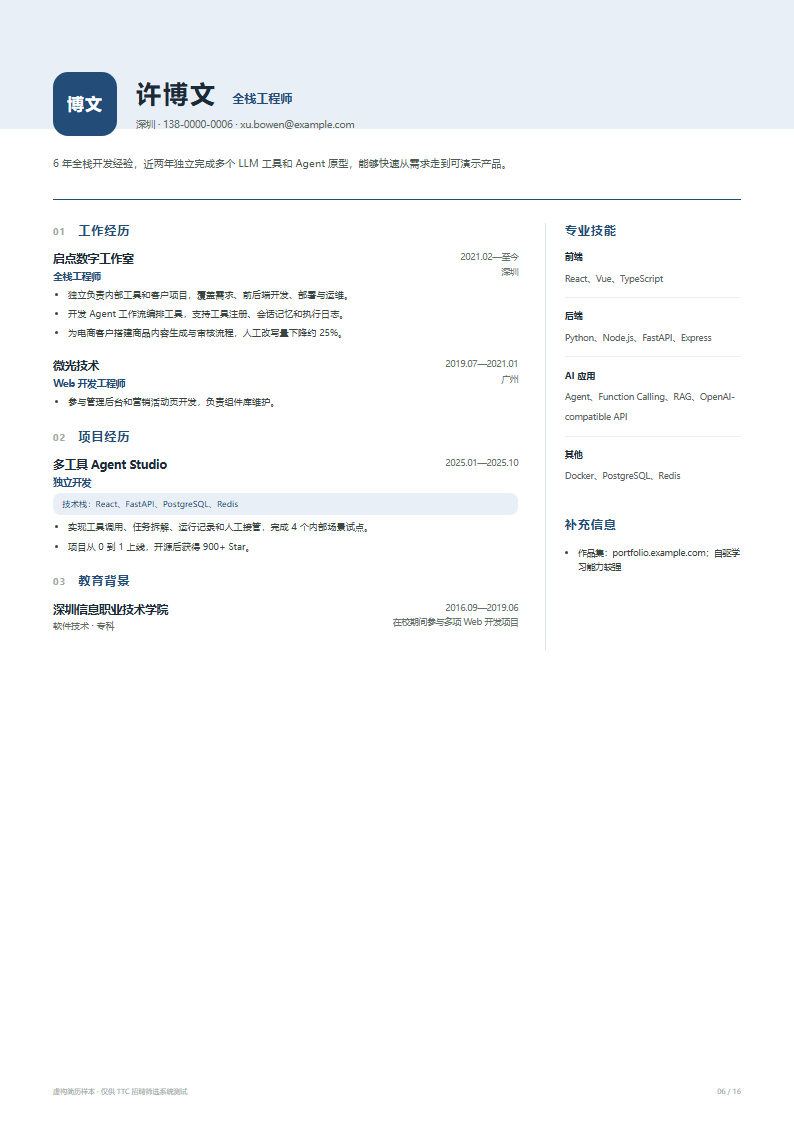 博文
许博文 全栈工程师
深圳 · 138-0000-0006 · xu.bowen@example.com
6 年全栈开发经验，近两年独立完成多个 LLM 工具和 Agent 原型，能够快速从需求走到可演示产品。
01 工作经历
启点数字工作室 2021.02—至今
全栈工程师 深圳
• 独立负责内部工具和客户项目，覆盖需求、前后端开发、部署与运维。
• 开发 Agent 工作流编排工具，支持工具注册、会话记忆和执行日志。
• 为电商客户搭建商品内容生成与审核流程，人工改写量下降约 25%。
微光技术 2019.07—2021.01
Web 开发工程师 广州
• 参与管理后台和营销活动页开发，负责组件库维护。
02 项目经历
多工具 Agent Studio 2025.01—2025.10
独立开发
技术栈：React、FastAPI、PostgreSQL、Redis
• 实现工具调用、任务拆解、运行记录和人工接管，完成 4 个内部场景试点。
• 项目从 0 到 1 上线，开源后获得 900+ Star。
03 教育背景
深圳信息职业技术学院 2016.09—2019.06
软件技术 · 专科 在校期间参与多项 Web 开发项目
专业技能
前端
React、Vue、TypeScript
后端
Python、Node.js、FastAPI、Express
AI 应用
Agent、Function Calling、RAG、OpenAI-
compatible API
其他
Docker、PostgreSQL、Redis
补充信息
• 作品集：portfolio.example.com；自驱学
习能力较强
虚构简历样本 · 仅供 TTC 招聘筛选系统测试 06 / 16